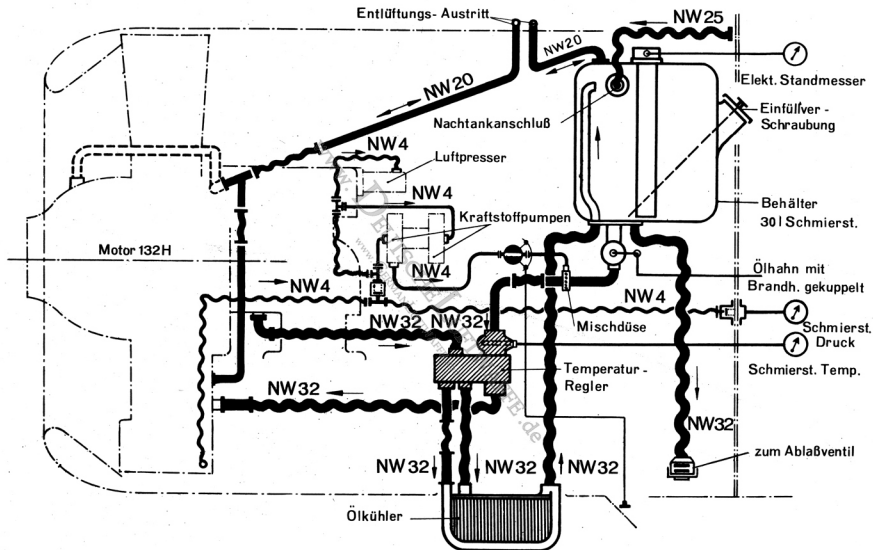 Entlüftungs-Austritt
NW25
NW20
Elekt. Standmesser
NW20
Nachtankanschluß
Einfüllver-
Schraubung
NW4
Luftpresser
NW4
Kraftstoffpumpen
Behälter
30 l Schmierst.
Motor 132H
NW4
Ölhahn mit
Brandh. gekuppelt
NW4
NW4
Mischdüse
NW32
NW32
Schmierst.
Druck
Temperatur-
Regler
Schmierst. Temp.
NW32
NW32
NW32
NW32
NW32
zum Ablaßventil
Ölkühler